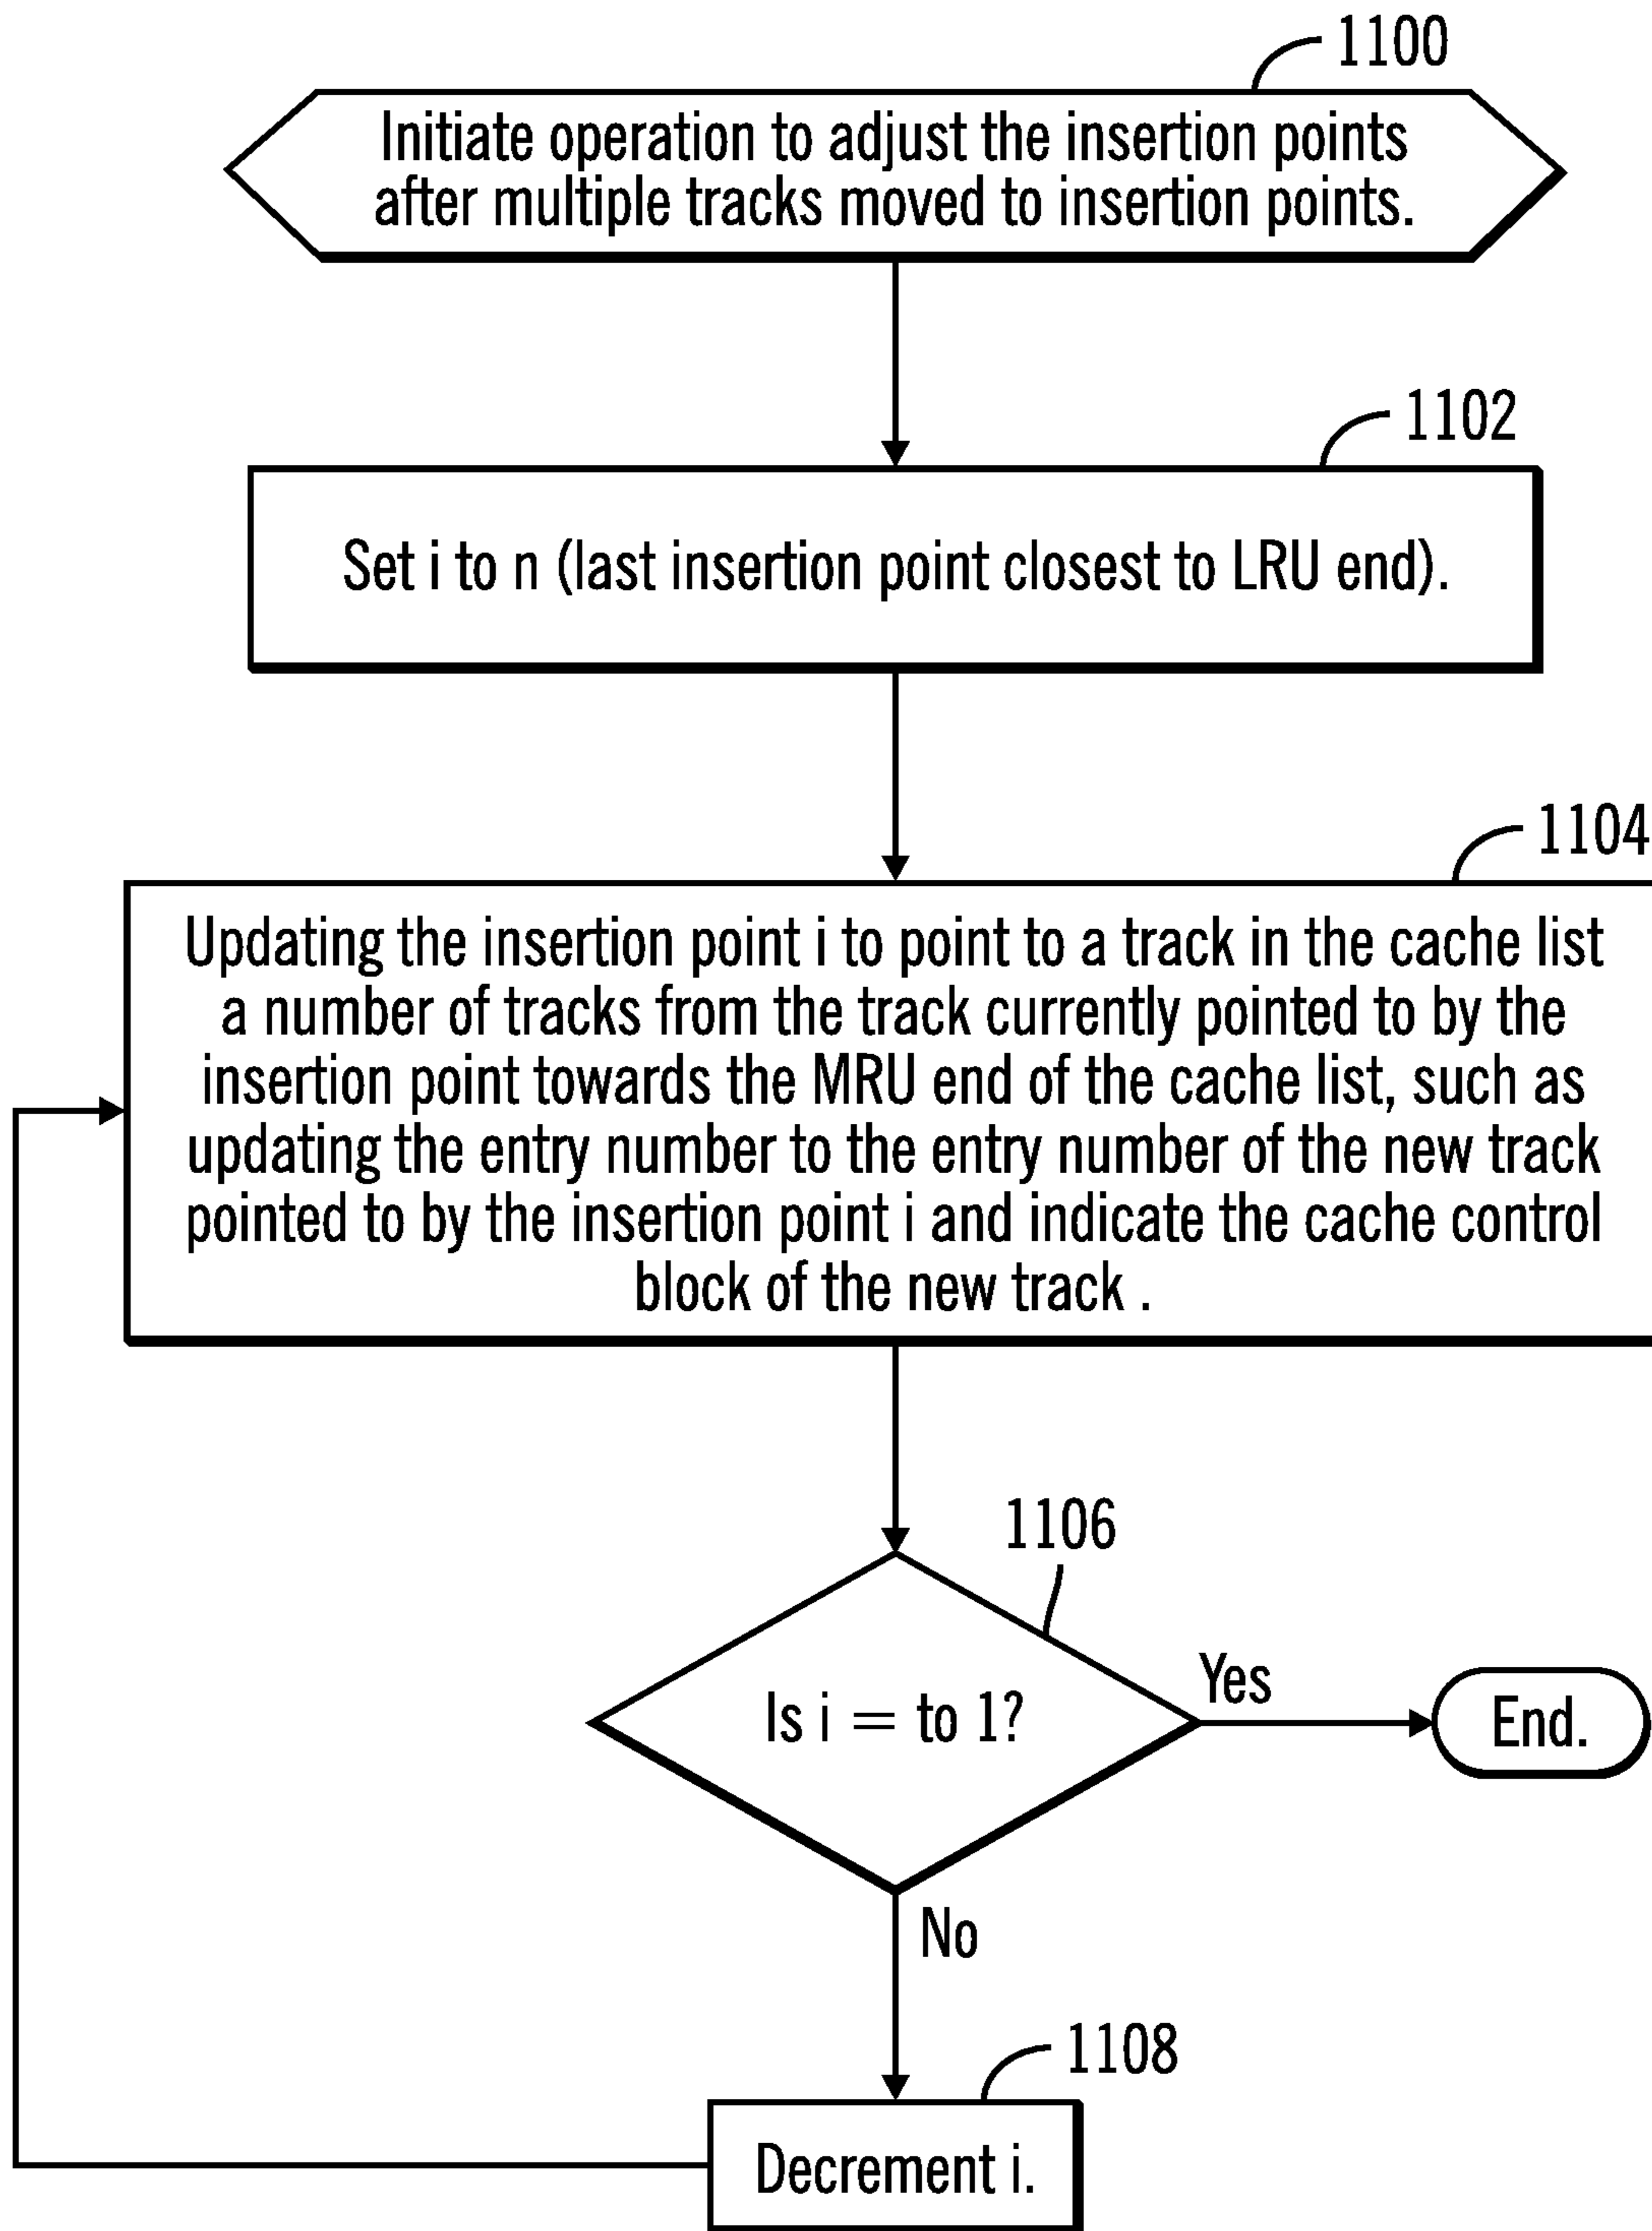 1100
Initiate operation to adjust the insertion points
after multiple tracks moved to insertion points.
1102
Set i to n (last insertion point closest to LRU end).
1104
Updating the insertion point i to point to a track in the cache list
a number of tracks from the track currently pointed to by the
insertion point towards the MRU end of the cache list, such as
updating the entry number to the entry number of the new track
pointed to by the insertion point i and indicate the cache control
block of the new track .
1106
Is i = to 1?
Yes
End.
No
1108
Decrement i.